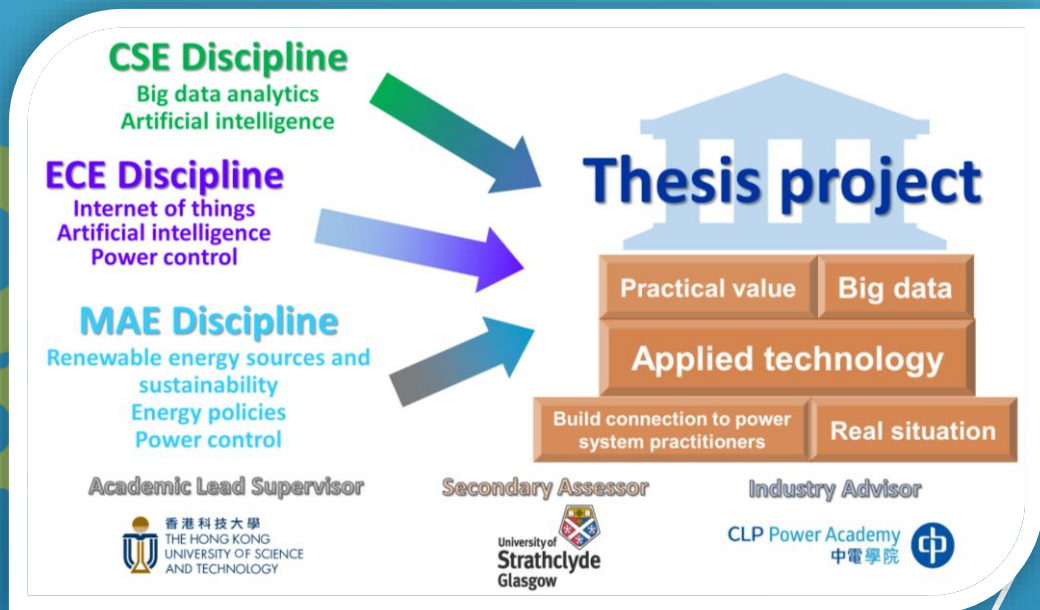 CSE Discipline
Big data analytics
Artificial intelligence
ECE Discipline
Internet of things
Artificial intelligence
Power control
MAE Discipline
Renewable energy sources and
sustainability
Energy policies
Power control
Thesis project
Practical value
Big data
Applied technology
Build connection to power
system practitioners
Real situation
Academic Lead Supervisor
香港科技大學
THE HONG KONG
UNIVERSITY OF SCIENCE
AND TECHNOLOGY
Secondary Assessor
University of
Strathclyde
Glasgow
Industry Advisor
CLP Power Academy
中電學院